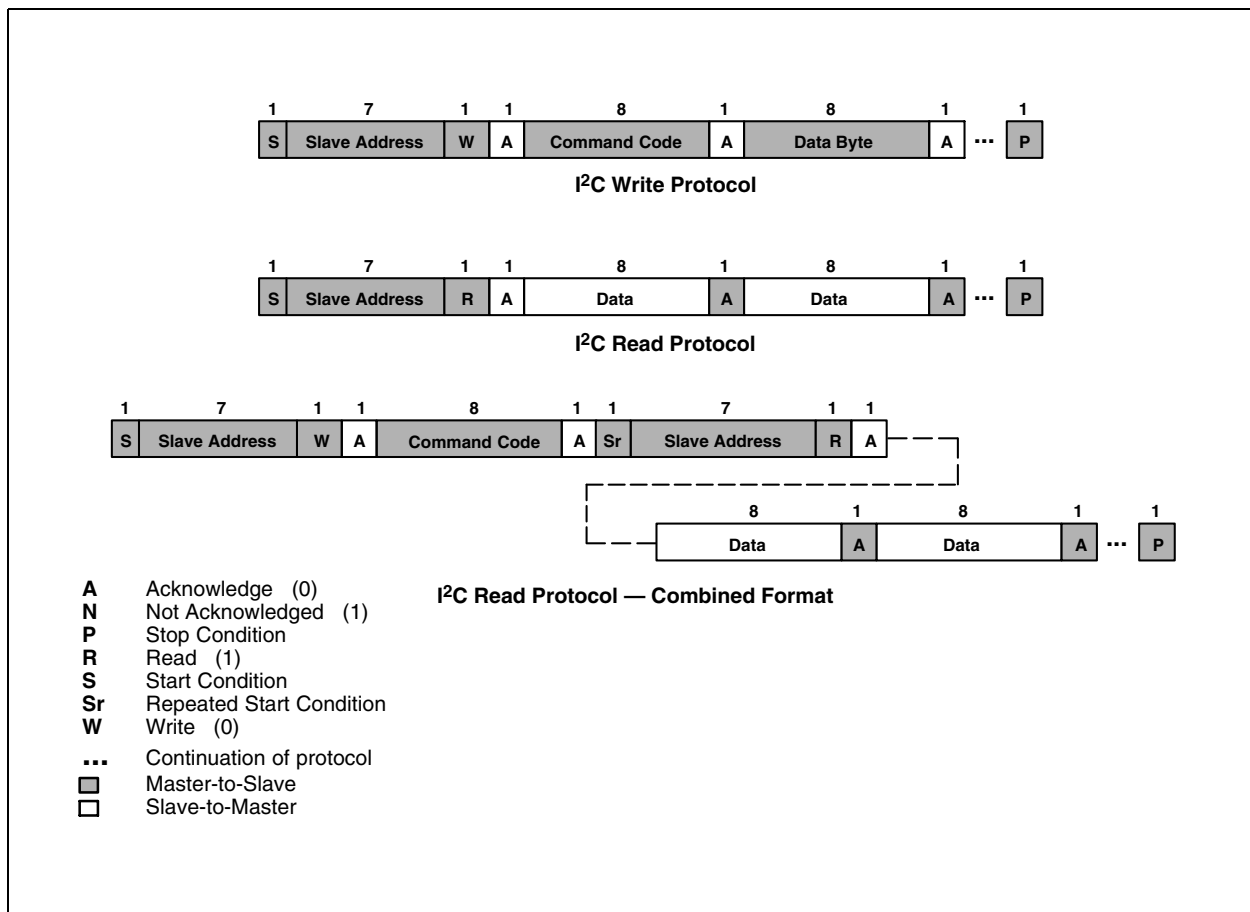 1 7 1 1 8 1 8 1 1
S Slave Address W A Command Code A Data Byte A ... P
I²C Write Protocol
1 7 1 1 8 1 8 1 1
S Slave Address R A Data A Data A ... P
I²C Read Protocol
1 7 1 1 8 1 1 7 1 1
S Slave Address W A Command Code A Sr Slave Address R A
8 1 8 1 1
Data A Data A ... P
I²C Read Protocol — Combined Format
A Acknowledge (0)
N Not Acknowledged (1)
P Stop Condition
R Read (1)
S Start Condition
Sr Repeated Start Condition
W Write (0)
... Continuation of protocol
Master-to-Slave
Slave-to-Master